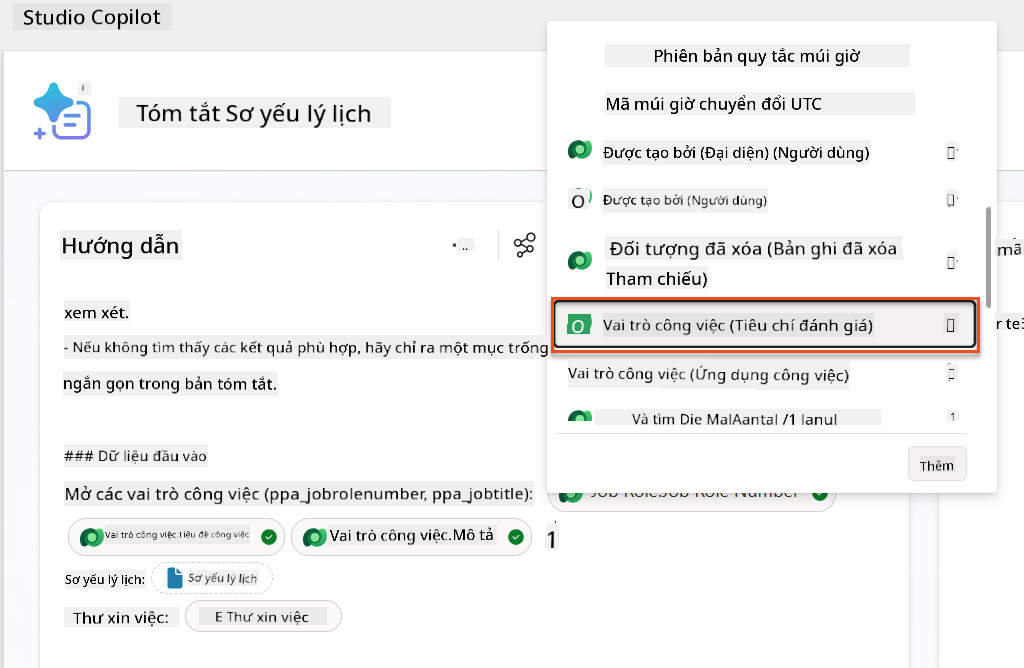 Studio Copilot
Tóm tắt Sơ yếu lý lịch
Phiên bản quy tắc múi giờ
Mã múi giờ chuyển đổi UTC
Được tạo bởi (Đại diện) (Người dùng)
Được tạo bởi (Người dùng)
Đối tượng đã xóa (Bản ghi đã xóa
Tham chiếu)
Vai trò công việc (Tiêu chí đánh giá)
Vai trò công việc (Ứng dụng công việc)
Và tìm Die MalAantal /1 lanul
Thêm
Hướng dẫn
xem xét.
- Nếu không tìm thấy các kết quả phù hợp, hãy chỉ ra một mục trống
ngắn gọn trong bản tóm tắt.
### Dữ liệu đầu vào
Mở các vai trò công việc (ppa_jobrolenumber, ppa_jobtitle):
Job Role.Job Role Number
Vai trò công việc.Tiêu đề công việc
Vai trò công việc.Mô tả
1
Sơ yếu lý lịch:
Sơ yếu lý lịch
Thư xin việc:
E Thư xin việc
mã
r te